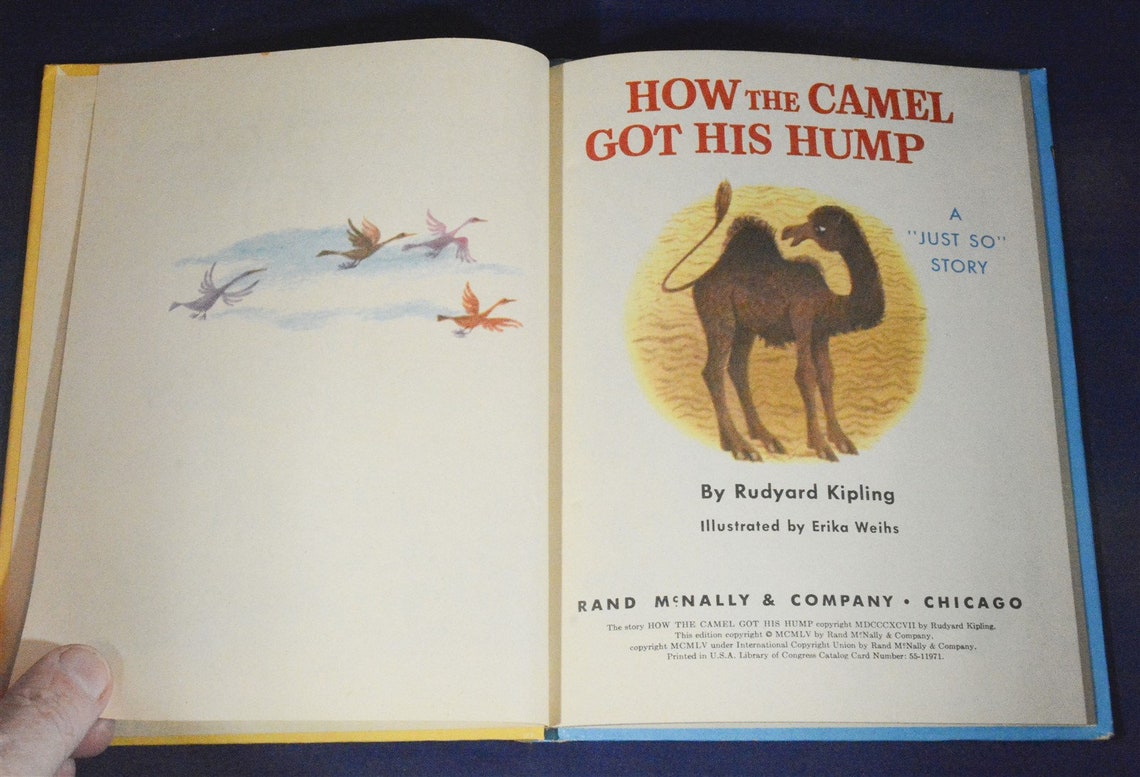 HOW THE CAMEL
GOT HIS HUMP
A
"JUST SO"
STORY
By Rudyard Kipling
Illustrated by Erika Weihs
RAND McNALLY & COMPANY • CHICAGO
The story HOW THE CAMEL GOT HIS HUMP copyright MDCCCXCVII by Rudyard Kipling.
This edition copyright © MCMLV by Rand McNally & Company.
copyright MCMLV under International Copyright Union by Rand McNally & Company.
Printed in U.S.A. Library of Congress Catalog Card Number: 55-11971.